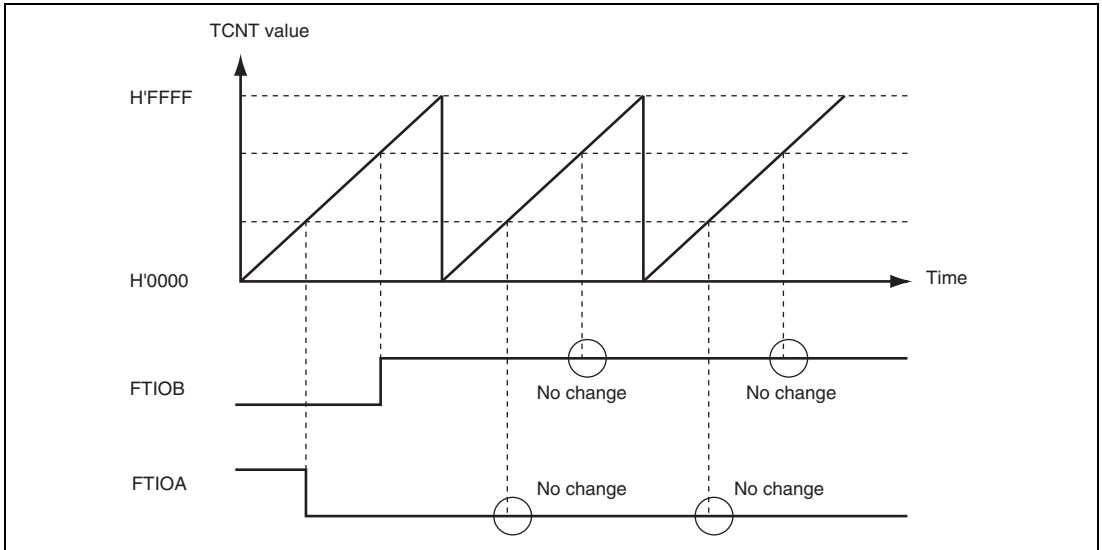 TCNT value
H'FFFF
H'0000
Time
FTIOB
No change
No change
FTIOA
No change
No change